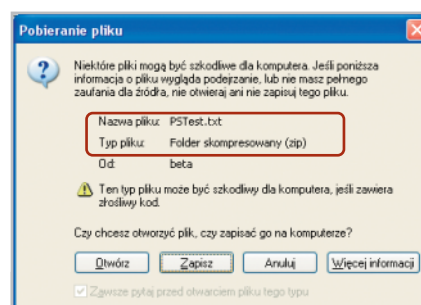 Pobieranie pliku
Niektóre pliki mogą być szkodliwe dla komputera. Jeśli poniższa
informacja o pliku wygląda podejrzanie, lub nie masz pełnego
zaufania dla źródła, nie otwieraj ani nie zapisuj tego pliku.
Nazwa pliku: PSTest.txt
Typ pliku: Folder skompresowany (zip)
Od: beta
Ten typ pliku może być szkodliwy dla komputera, jeśli zawiera
złośliwy kod.
Czy chcesz otworzyć plik, czy zapisać go na komputerze?
Otwórz Zapisz Anuluj Więcej informacji
Zawsze pytaj przed otwarciem pliku tego typu